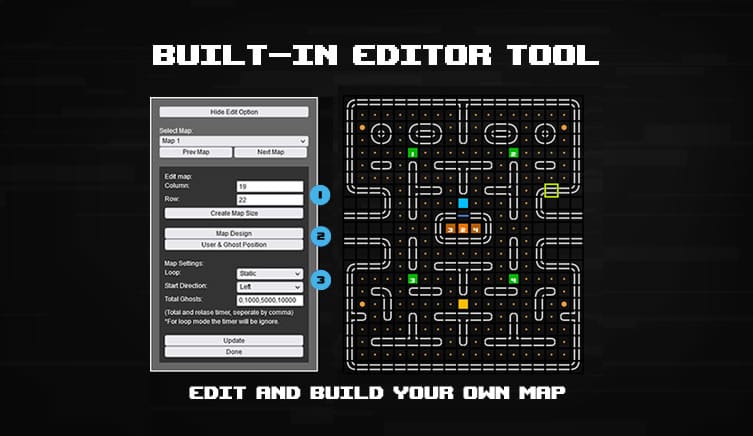 BUILT-IN EDITOR TOOL
Hide Edit Option
Select Map:
Map 1
Prev Map
Next Map
Edit map:
Column:
19
Row:
22
Create Map Size
1
Map Design
User & Ghost Position
2
Map Settings:
Loop:
Static
3
Start Direction:
Left
Total Ghosts:
0,1000,5000,10000
(Total and relase timer, seperate by comma)
*For loop mode the timer will be ignore.
Update
Done
1
2
3 2 4
3
4
EDIT AND BUILD YOUR OWN MAP